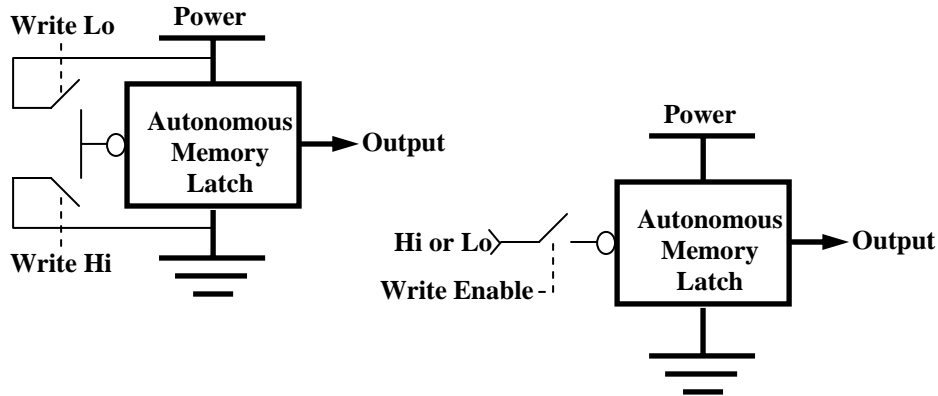 Write Lo
Power
Autonomous
Memory
Latch
Output
Write Hi
Power
Autonomous
Memory
Latch
Hi or Lo
Output
Write Enable